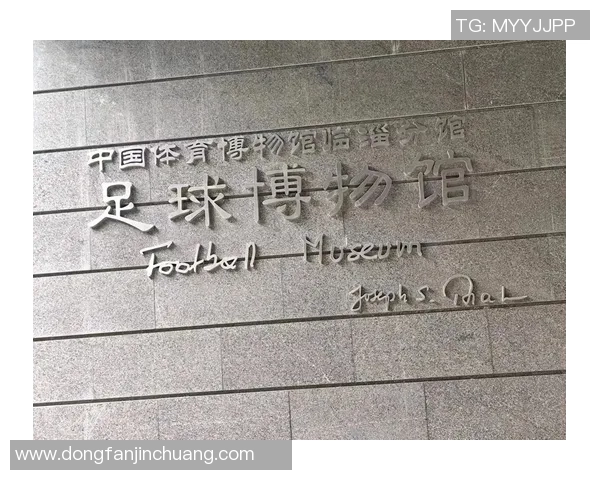 TG: MYYJJPP
中国体育博物馆临淄分馆
足球博物馆
Football Museum
Joseph S.
www.dongfanjinchuang.com